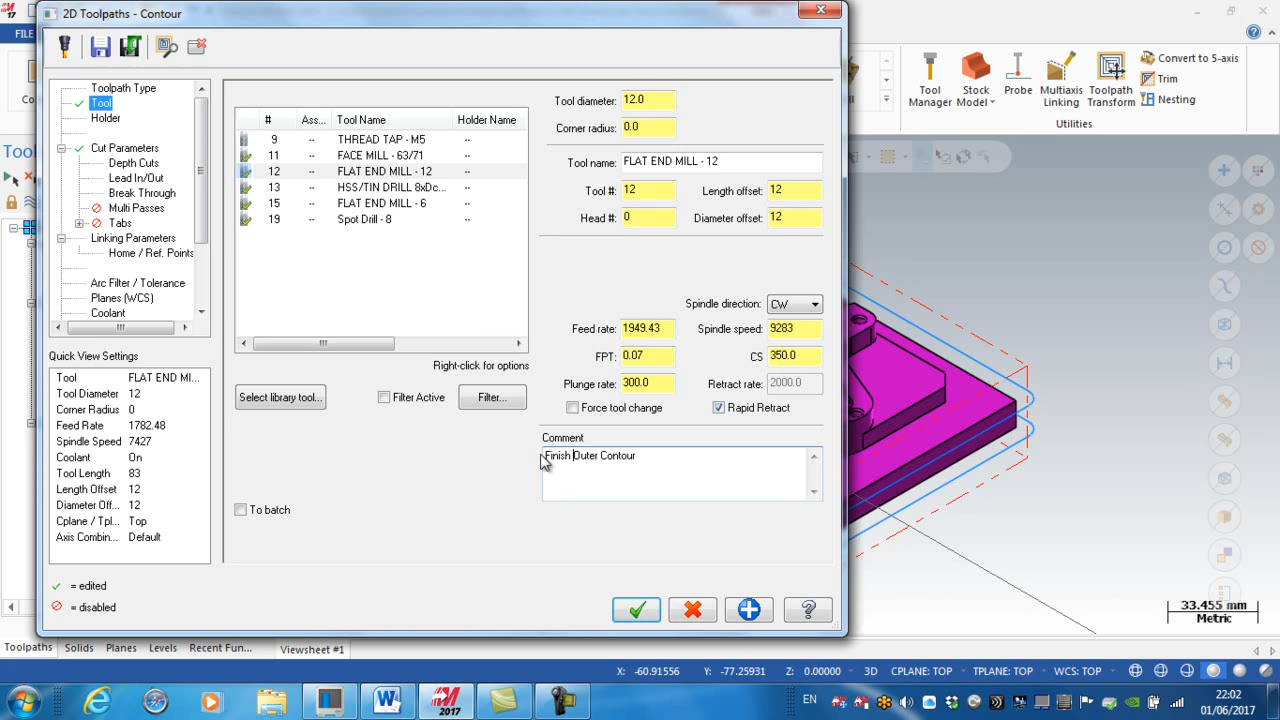 2017
2D Toolpaths - Contour
FILE
Co
Toolpath Type
Tool
Holder
Cut Parameters
Depth Cuts
Lead In/Out
Break Through
Multi Passes
Tabs
Linking Parameters
Home / Ref. Points
Arc Filter / Tolerance
Planes (WCS)
Coolant
Quick View Settings
Tool FLAT END MI...
Tool Diameter 12
Corner Radius 0
Feed Rate 1782.48
Spindle Speed 7427
Coolant On
Tool Length 83
Length Offset 12
Diameter Off... 12
Cplane / Tpl... Top
Axis Combin... Default
= edited
= disabled
# Ass... Tool Name Holder Name
9 -- THREAD TAP - M5 --
11 -- FACE MILL - 63/71 --
12 -- FLAT END MILL - 12 --
13 -- HSS/TIN DRILL 8xDc... --
15 -- FLAT END MILL - 6 --
19 -- Spot Drill - 8 --
Right-click for options
Select library tool...
Filter Active
Filter...
To batch
Tool diameter: 12.0
Corner radius: 0.0
Tool name: FLAT END MILL - 12
Tool #: 12 Length offset: 12
Head #: 0 Diameter offset: 12
Spindle direction: CW
Feed rate: 1949.43 Spindle speed: 9283
FPT: 0.07 CS 350.0
Plunge rate: 300.0 Retract rate: 2000.0
Force tool change Rapid Retract
Comment
Finish Outer Contour
Tool Manager
Stock Model
Probe
Multiaxis Linking
Toolpath Transform
Convert to 5-axis
Trim
Nesting
Utilities
33.455 mm
Metric
Toolpaths Solids Planes Levels Recent Fun... Viewsheet #1
X: -60.91556 Y: -77.25931 Z: 0.00000 3D CPLANE: TOP TPLANE: TOP WCS: TOP
2017
EN
22:02
01/06/2017